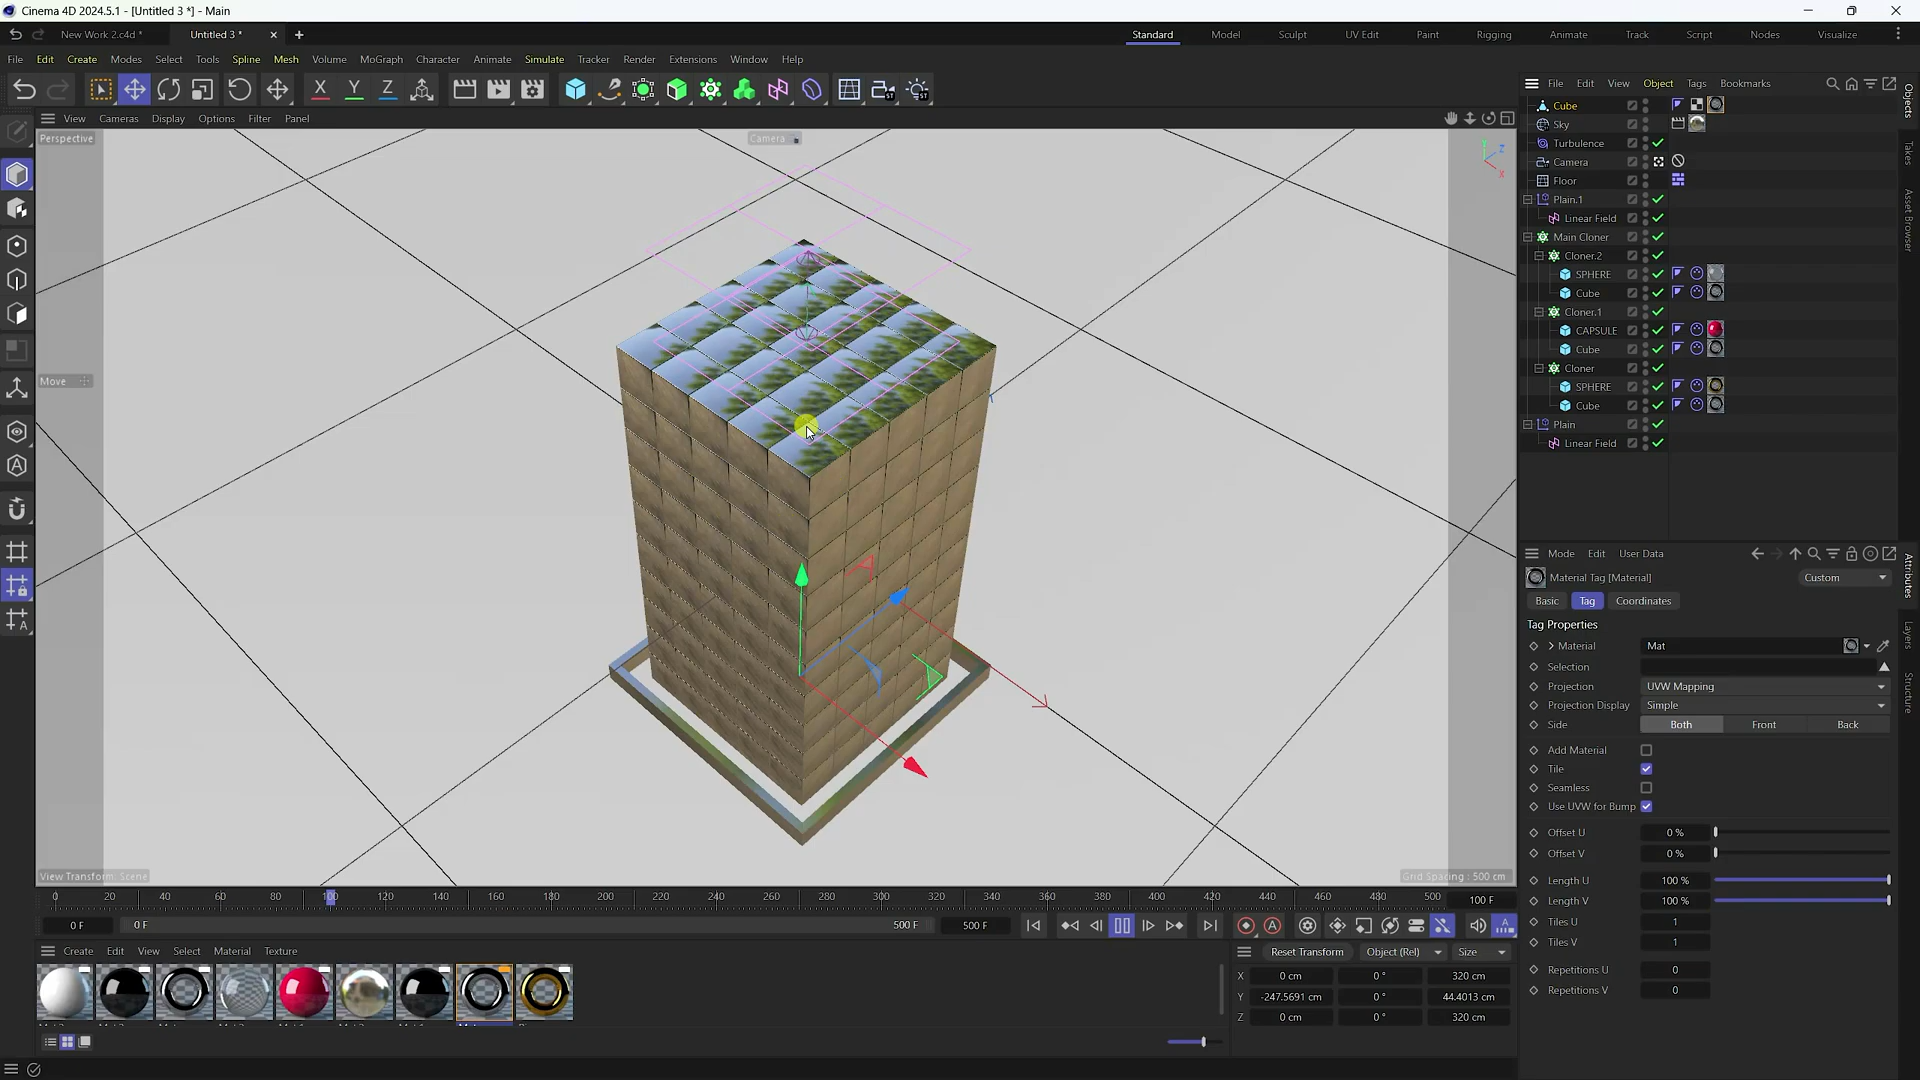 Cinema 4D 2024.5.1 - [Untitled 3 *] - Main
New Work 2.c4d *
Untitled 3 *
Standard Model Sculpt UV Edit Paint Rigging Animate Track Script Nodes Visualize
File Edit Create Modes Select Tools Spline Mesh Volume MoGraph Character Animate Simulate Tracker Render Extensions Window Help
X Y Z
File Edit View Object Tags Bookmarks
View Cameras Display Options Filter Panel
Perspective
Camera
Y Z X
Move
View Transform: Scene
Grid Spacing : 500 cm
Cube
Sky
Turbulence
Camera
Floor
Plain.1
Linear Field
Main Cloner
Cloner.2
SPHERE
Cube
Cloner.1
CAPSULE
Cube
Cloner
SPHERE
Cube
Plain
Linear Field
Objects
Takes
Asset Browser
Attributes
Layers
Structure
Mode Edit User Data
Material Tag [Material]
Custom
Basic Tag Coordinates
Tag Properties
Material Mat
Selection
Projection UVW Mapping
Projection Display Simple
Side Both Front Back
Add Material
Tile
Seamless
Use UVW for Bump
Offset U 0 %
Offset V 0 %
Length U 100 %
Length V 100 %
Tiles U 1
Tiles V 1
Repetitions U 0
Repetitions V 0
0 20 40 60 80 100 120 140 160 180 200 220 240 260 280 300 320 340 360 380 400 420 440 460 480 500 100 F
0 F 0 F 500 F 500 F
Create Edit View Select Material Texture
Reset Transform Object (Rel) Size
X 0 cm 0 ° 320 cm
Y -247.5691 cm 0 ° 44.4013 cm
Z 0 cm 0 ° 320 cm